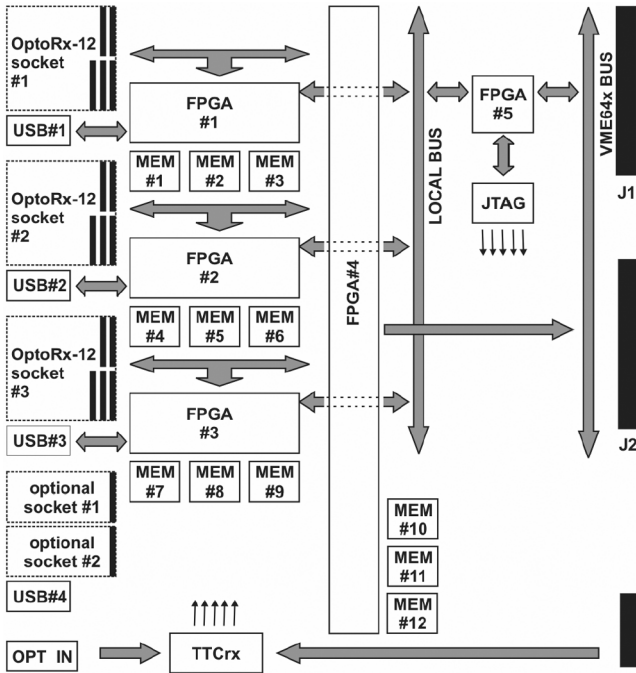 OptoRx-12
socket
#1
USB#1
FPGA
#1
MEM
#1
MEM
#2
MEM
#3
OptoRx-12
socket
#2
USB#2
FPGA
#2
MEM
#4
MEM
#5
MEM
#6
OptoRx-12
socket
#3
USB#3
FPGA
#3
MEM
#7
MEM
#8
MEM
#9
optional
socket #1
optional
socket #2
USB#4
OPT IN
TTCrx
FPGA#4
MEM
#10
MEM
#11
MEM
#12
LOCAL BUS
FPGA
#5
JTAG
VME64x BUS
J1
J2